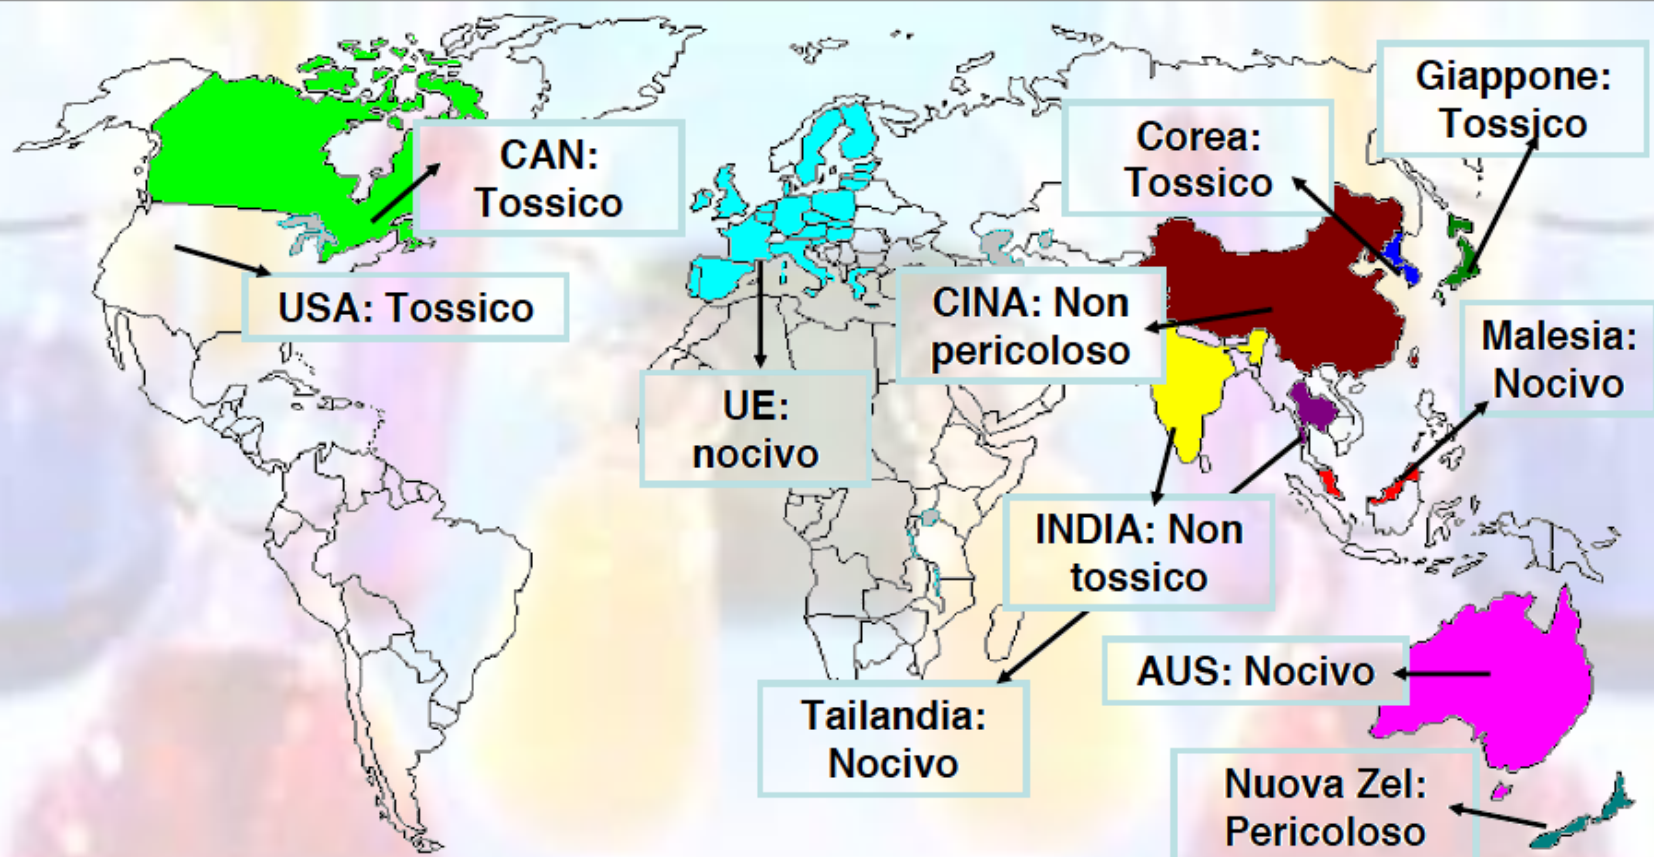 Giappone:
Tossico
Corea:
Tossico
CAN:
Tossico
USA: Tossico
CINA: Non
pericoloso
Malesia:
Nocivo
UE:
nocivo
INDIA: Non
tossico
AUS: Nocivo
Tailandia:
Nocivo
Nuova Zel:
Pericoloso